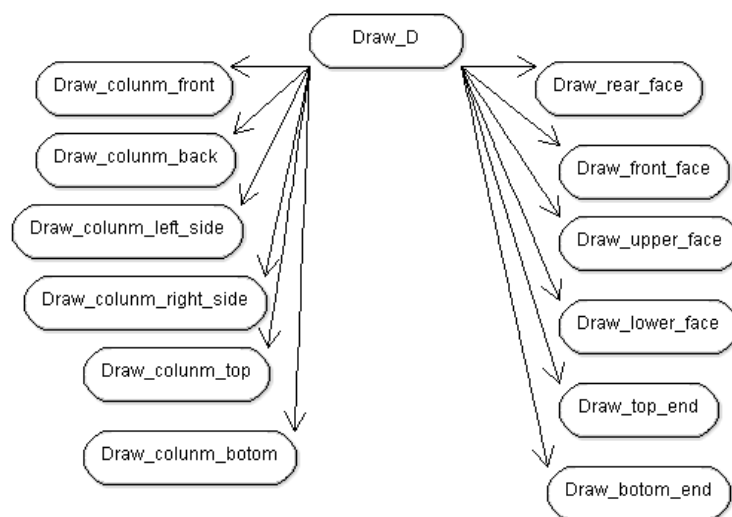 Draw_D
Draw_colunm_front
Draw_colunm_back
Draw_colunm_left_side
Draw_colunm_right_side
Draw_colunm_top
Draw_colunm_botom
Draw_rear_face
Draw_front_face
Draw_upper_face
Draw_lower_face
Draw_top_end
Draw_botom_end